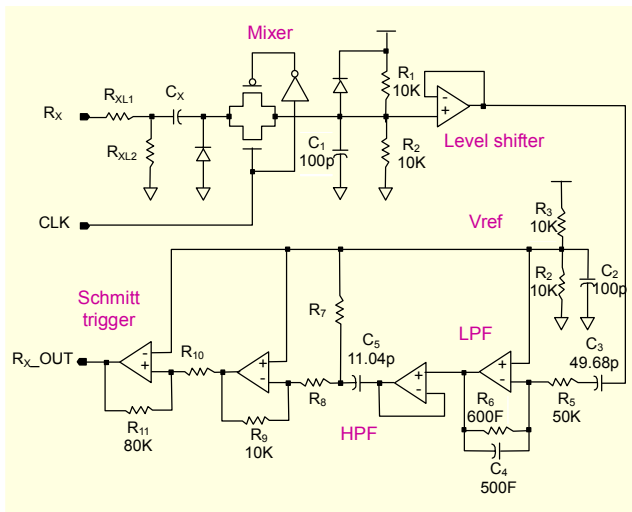 Mixer
RX
RXL1
CX
RXL2
C1
100p
R1
10K
R2
10K
Level shifter
CLK
Vref
R3
10K
R2
10K
C2
100p
Schmitt
trigger
R7
C5
11.04p
LPF
C3
49.68p
RX_OUT
R10
R8
R6
600F
R5
50K
HPF
R11
80K
R9
10K
C4
500F